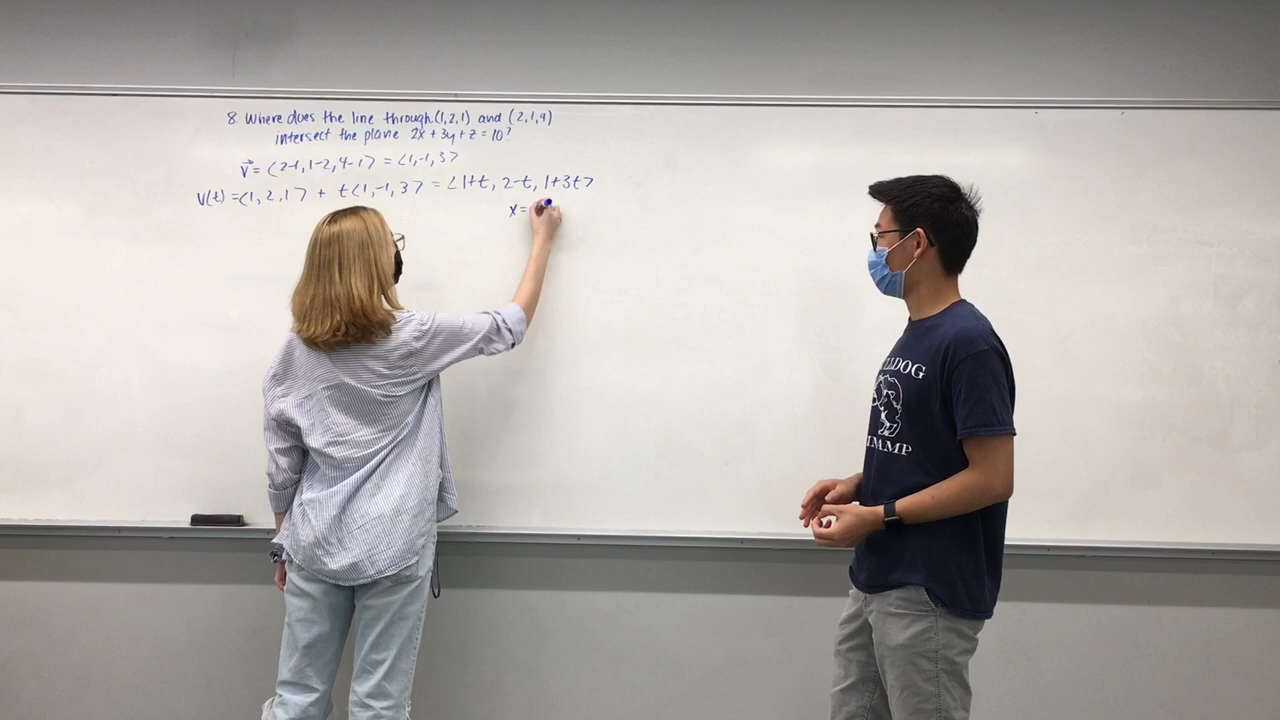 8. Where does the line through (1,2,1) and (2,1,4)
intersect the plane 2x + 3y + z = 10?
v⃗ = ⟨2-1, 1-2, 4-1⟩ = ⟨1, -1, 3⟩
v(t) = ⟨1, 2, 1⟩ + t⟨1, -1, 3⟩ = ⟨1+t, 2-t, 1+3t⟩
x =